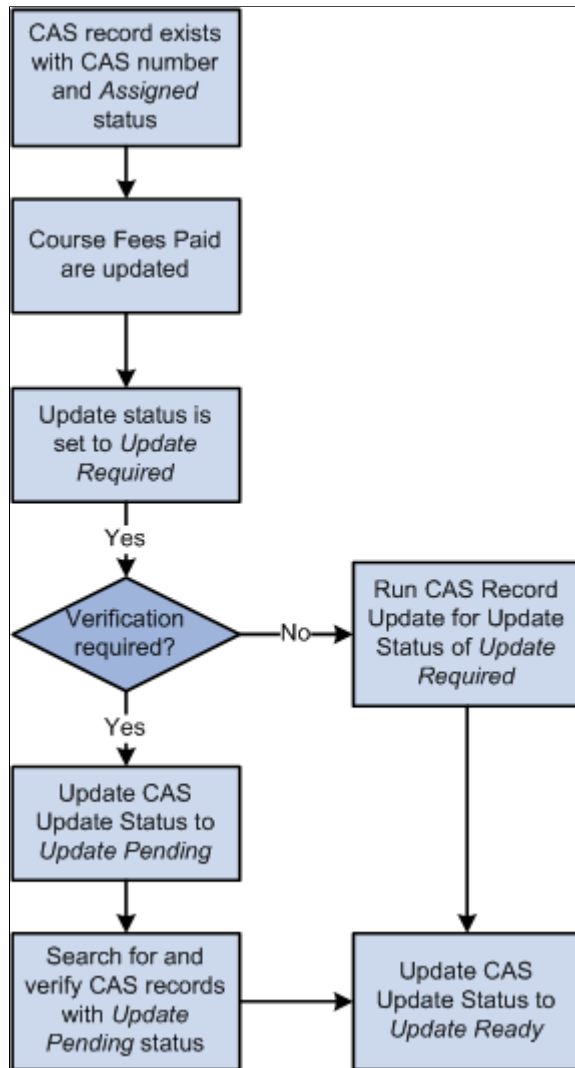 CAS record exists
with CAS number
and Assigned
status
Course Fees Paid
are updated
Update status is
set to Update
Required
Yes
Verification
required?
No
Run CAS Record
Update for Update
Status of Update
Required
Yes
Update CAS
Update Status to
Update Pending
Search for and
verify CAS records
with Update
Pending status
Update CAS
Update Status to
Update Ready